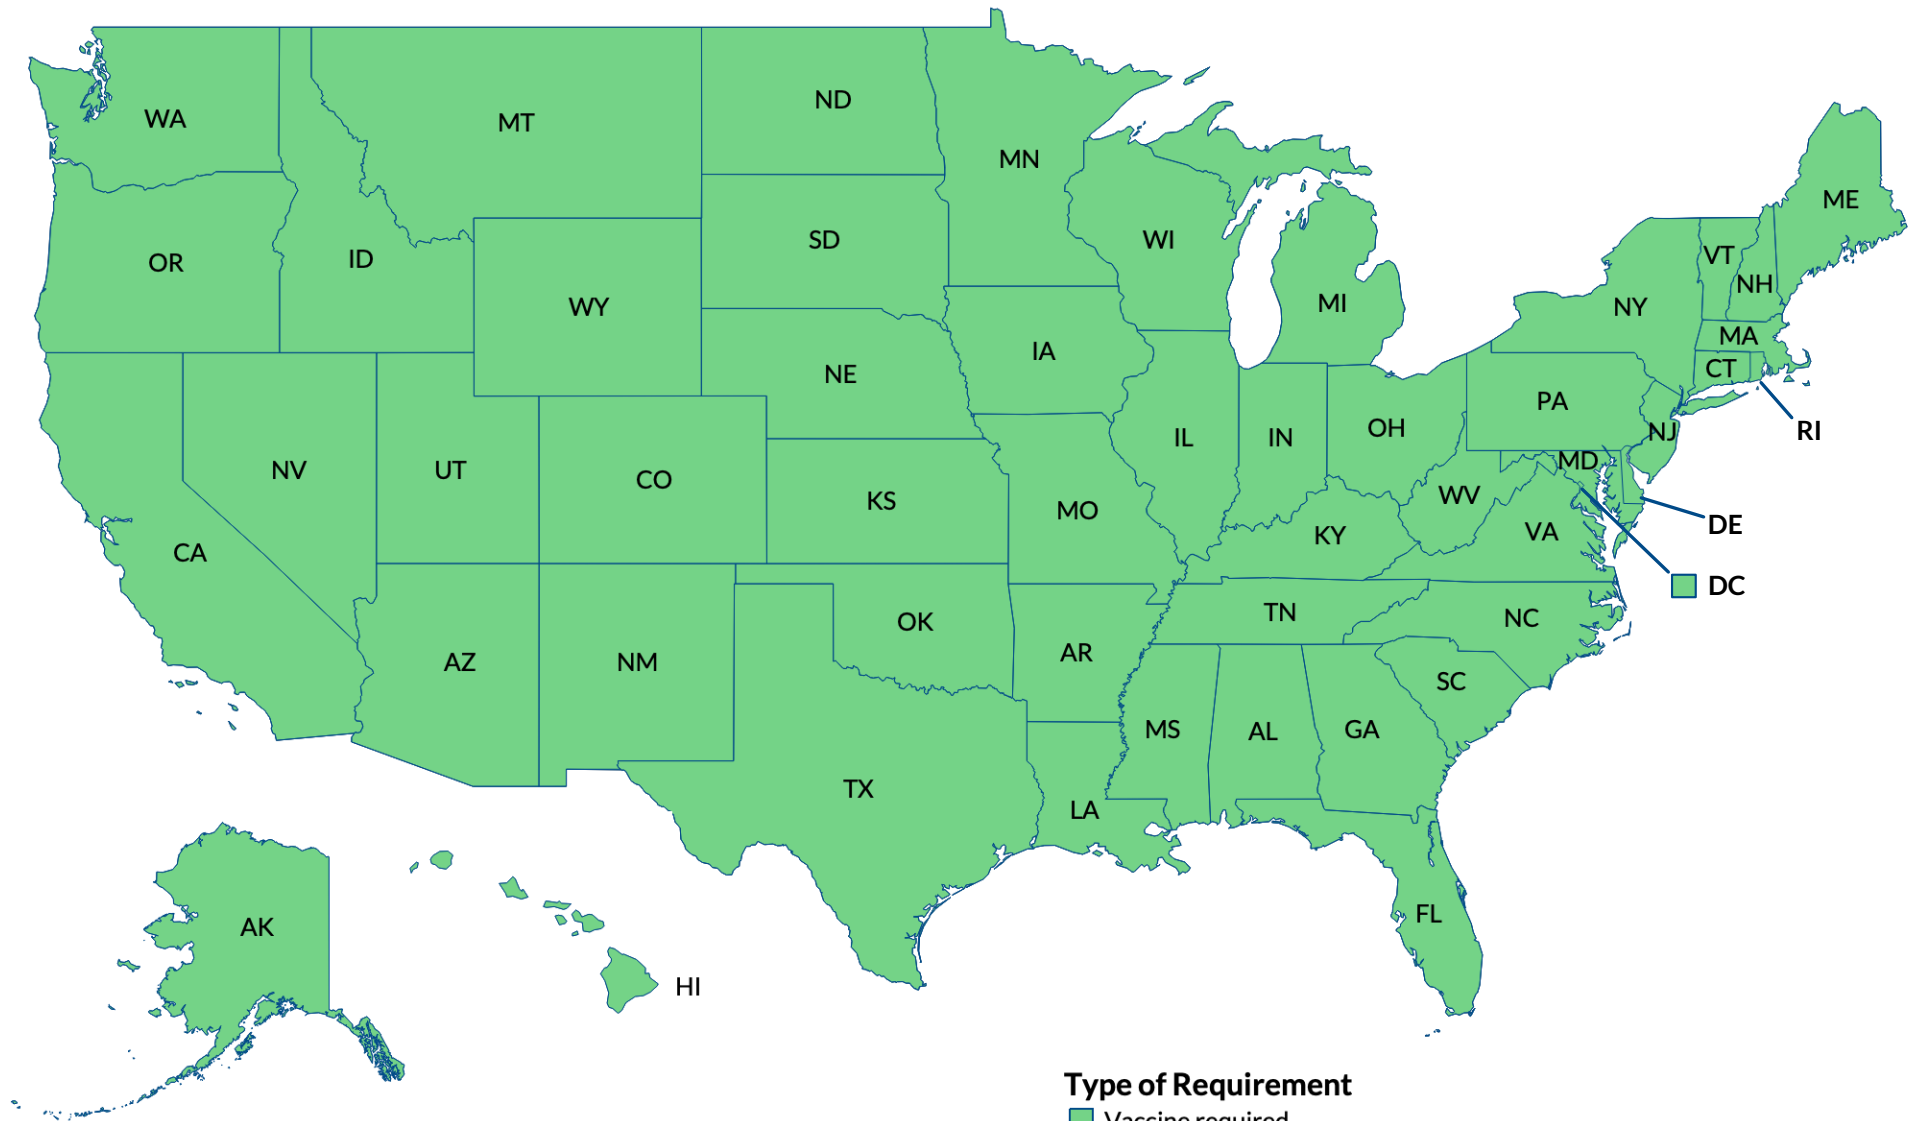 WA
MT
ND
MN
ME
OR
ID
SD
WI
VT
NH
WY
MI
NY
MA
IA
CT
NE
PA
RI
NV
UT
CO
IL
IN
OH
NJ
MD
KS
MO
WV
DE
CA
KY
VA
DC
OK
TN
NC
AZ
NM
AR
SC
TX
MS
AL
GA
LA
AK
FL
HI
Type of Requirement
Vaccine required